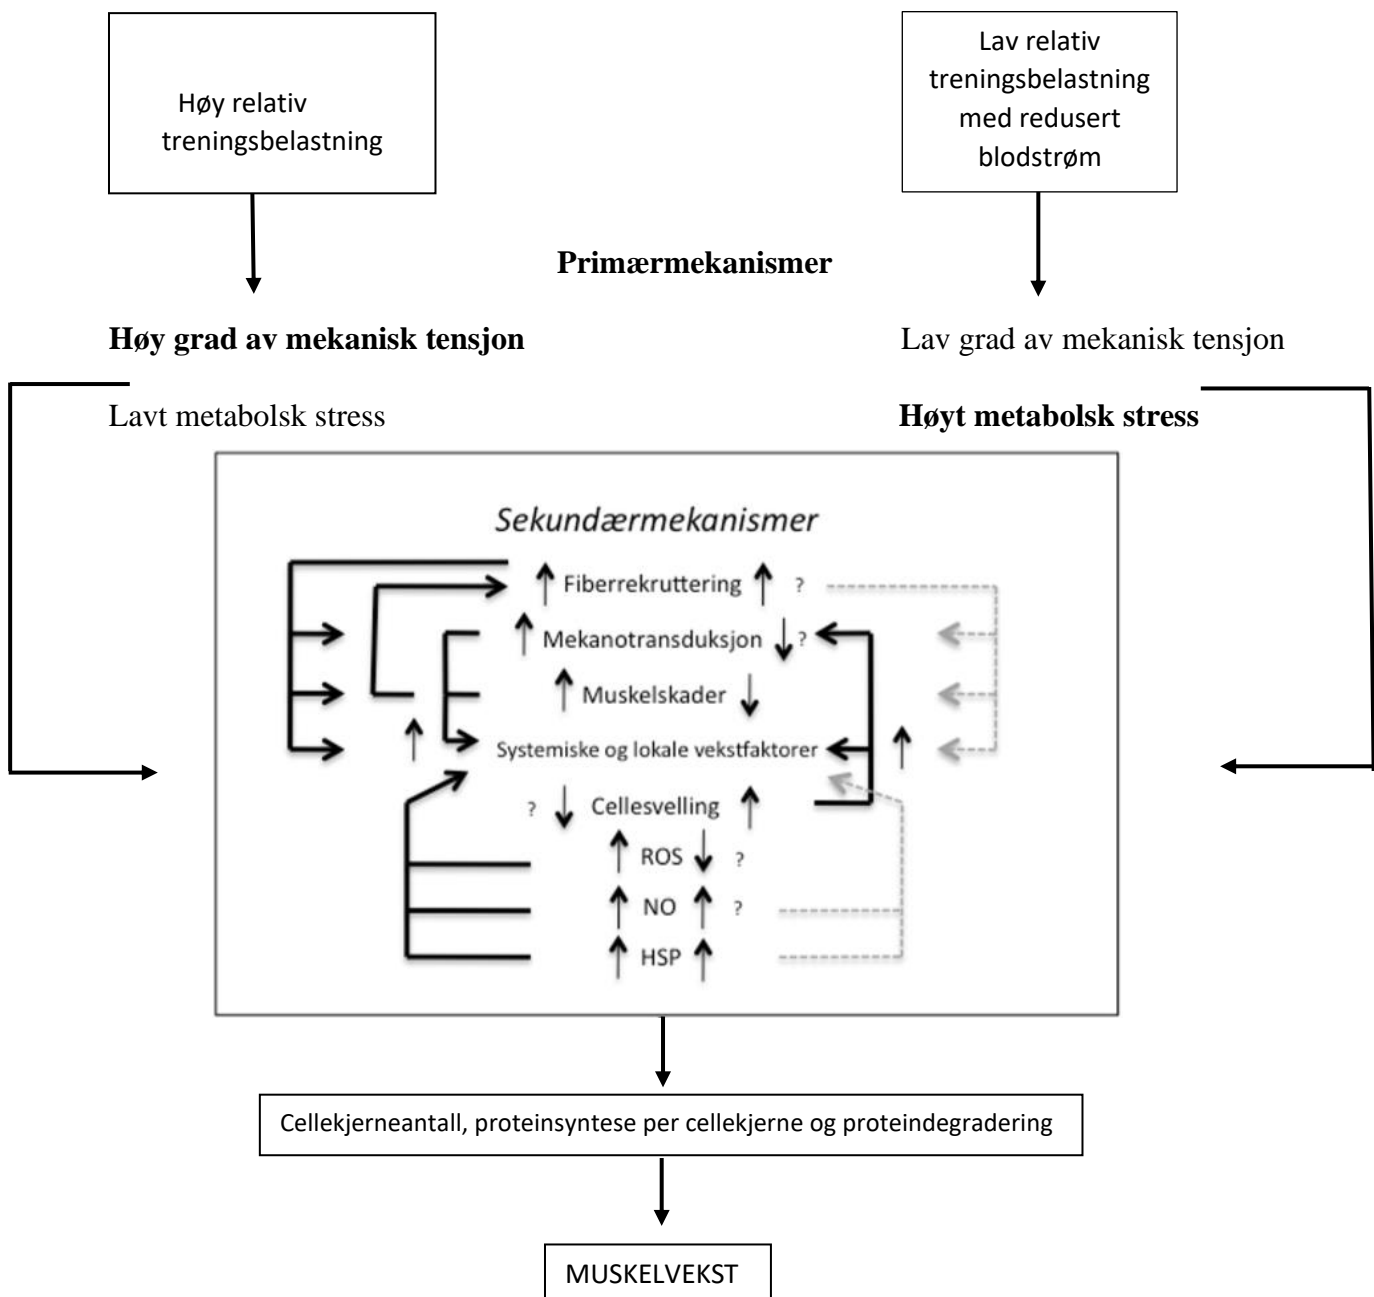 Høy relativ
treningsbelastning
Lav relativ
treningsbelastning
med redusert
blodstrøm
Primærmekanismer
Høy grad av mekanisk tensjon
Lav grad av mekanisk tensjon
Lavt metabolsk stress
Høyt metabolsk stress
Sekundærmekanismer
Fiberrekruttering ?
Mekanotransduksjon ?
Muskelskader
Systemiske og lokale vekstfaktorer
? Cellesvelling
ROS ?
NO ?
HSP
Cellekjerneantall, proteinsyntese per cellekjerne og proteindegradering
MUSKELVEKST